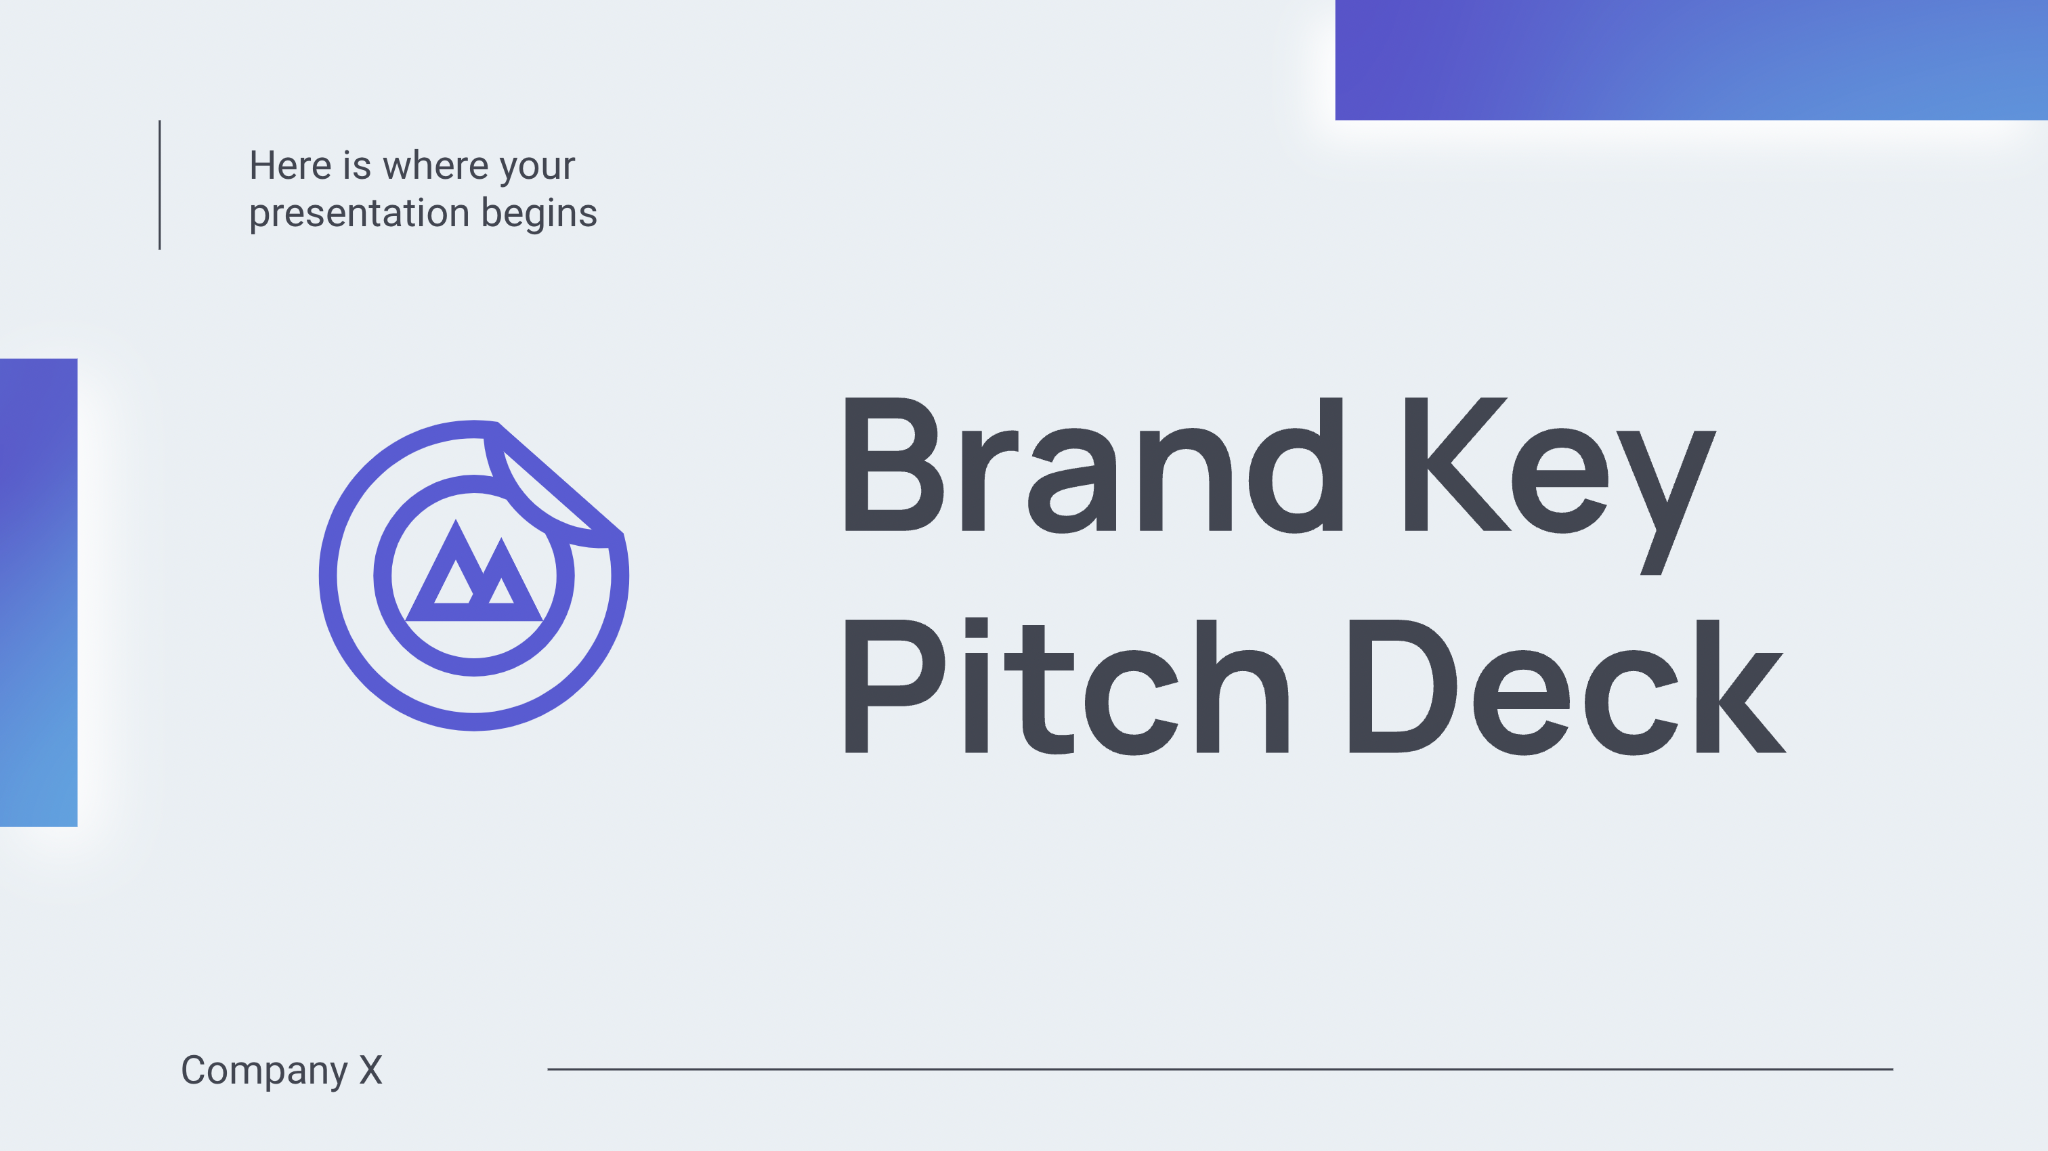 Here is where your
presentation begins
Brand Key
Pitch Deck
Company X